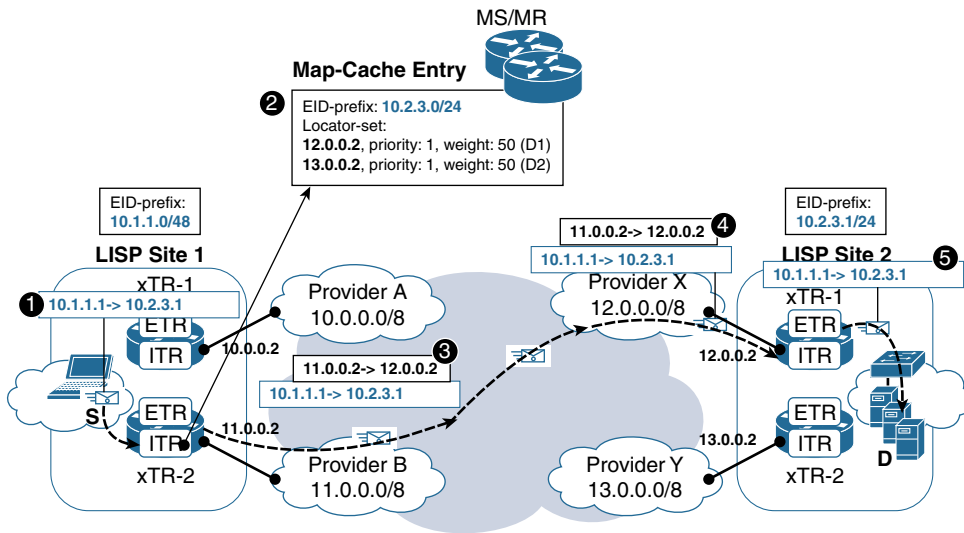 MS/MR
Map-Cache Entry
2
EID-prefix: 10.2.3.0/24
Locator-set:
12.0.0.2, priority: 1, weight: 50 (D1)
13.0.0.2, priority: 1, weight: 50 (D2)
EID-prefix:
10.1.1.0/48
LISP Site 1
xTR-1
1
10.1.1.1-> 10.2.3.1
ETR
ITR
10.0.0.2
S
ETR
ITR
xTR-2
11.0.0.2
Provider A
10.0.0.0/8
3
11.0.0.2-> 12.0.0.2
10.1.1.1-> 10.2.3.1
Provider B
11.0.0.0/8
4
11.0.0.2-> 12.0.0.2
10.1.1.1-> 10.2.3.1
Provider X
12.0.0.0/8
12.0.0.2
Provider Y
13.0.0.0/8
13.0.0.2
EID-prefix:
10.2.3.1/24
LISP Site 2
5
10.1.1.1-> 10.2.3.1
xTR-1
ETR
ITR
ETR
ITR
xTR-2
D